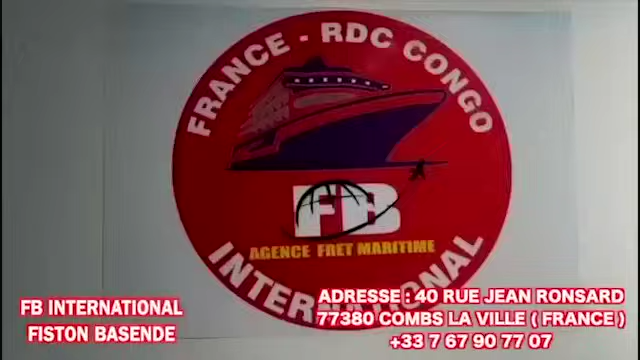 FRANCE - RDC CONGO
FB
AGENCE FRET MARITIME
INTERNATIONAL
FB INTERNATIONAL
FISTON BASENDE
ADRESSE : 40 RUE JEAN RONSARD
77380 COMBS LA VILLE ( FRANCE )
+33 7 67 90 77 07